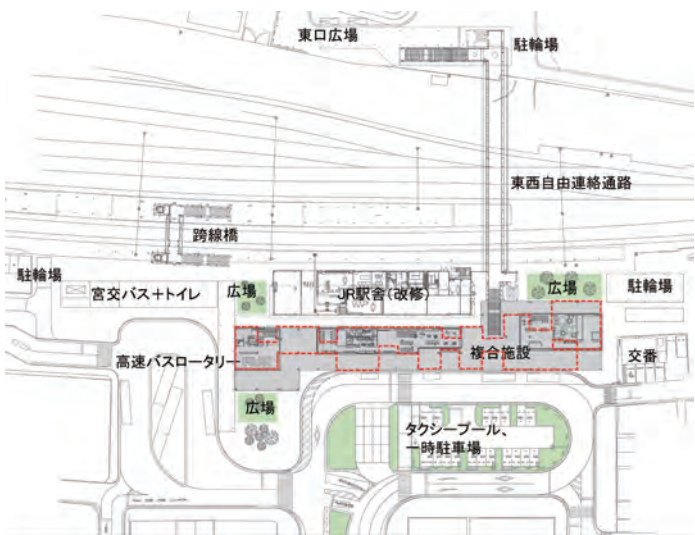 東口広場
駐輪場
東西自由連絡通路
跨線橋
駐輪場
宮交バス+トイレ
広場
JR駅舎(改修)
広場
駐輪場
高速バスロータリー
複合施設
交番
広場
タクシープール、
一時駐車場